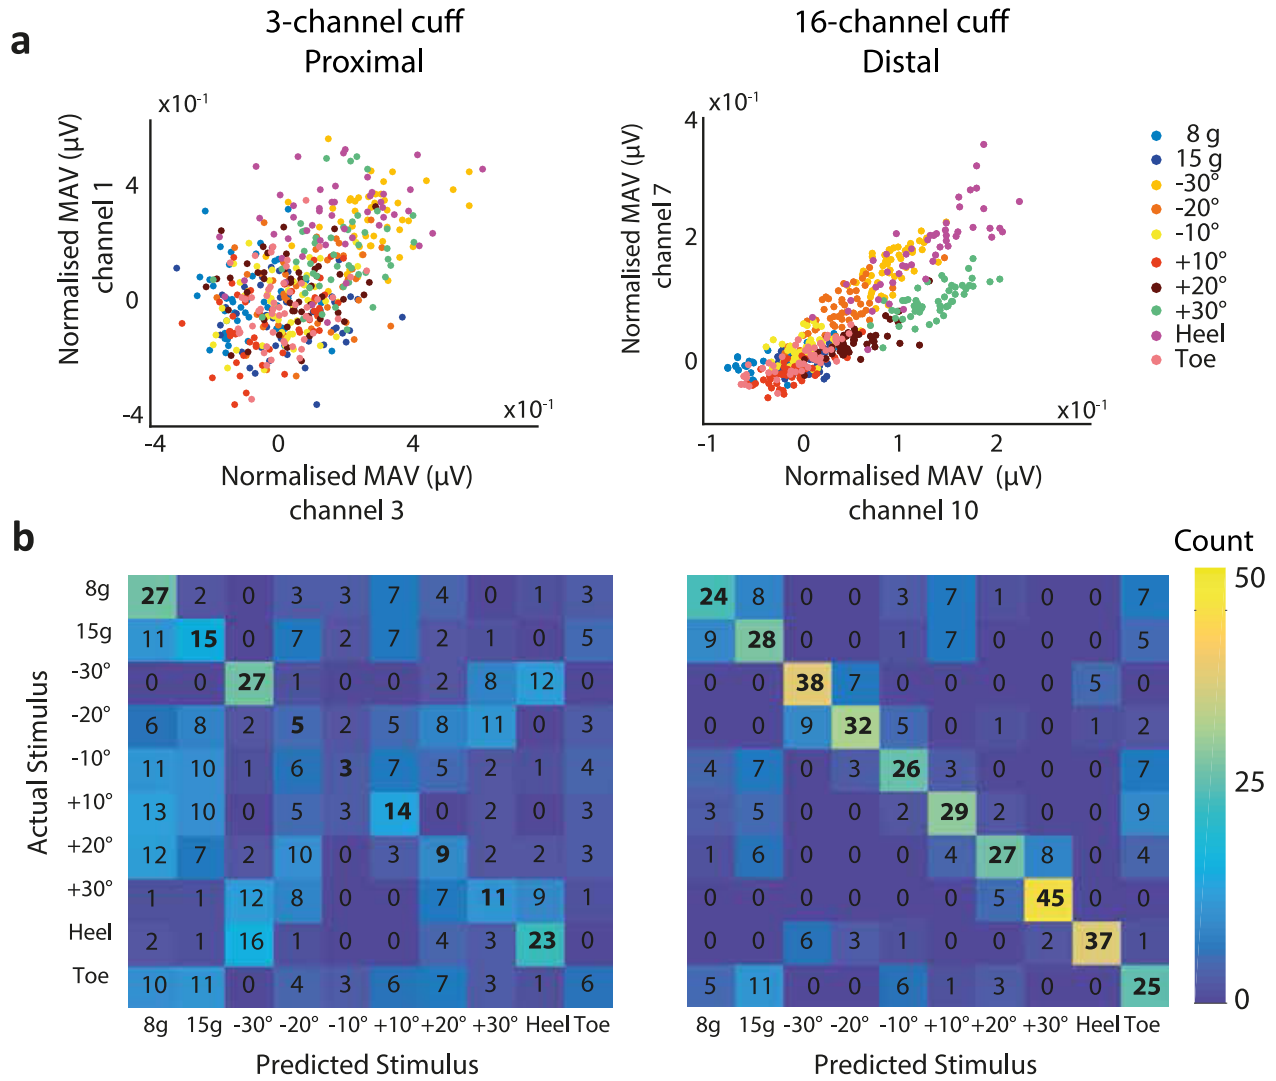 3-channel cuff
Proximal
16-channel cuff
Distal
a
x10⁻¹
Normalised MAV (µV)
channel 1
4
0
-4
x10⁻¹
-4 0 4
Normalised MAV (µV)
channel 3
x10⁻¹
Normalised MAV (µV)
channel 7
4
2
0
x10⁻¹
-1 0 1 2
Normalised MAV (µV)
channel 10
8 g
15 g
-30°
-20°
-10°
+10°
+20°
+30°
Heel
Toe
b
Actual Stimulus
8g 27 2 0 3 3 7 4 0 1 3
15g 11 15 0 7 2 7 2 1 0 5
-30° 0 0 27 1 0 0 2 8 12 0
-20° 6 8 2 5 2 5 8 11 0 3
-10° 11 10 1 6 3 7 5 2 1 4
+10° 13 10 0 5 3 14 0 2 0 3
+20° 12 7 2 10 0 3 9 2 2 3
+30° 1 1 12 8 0 0 7 11 9 1
Heel 2 1 16 1 0 0 4 3 23 0
Toe 10 11 0 4 3 6 7 3 1 6
8g 15g -30° -20° -10° +10° +20° +30° Heel Toe
Predicted Stimulus
24 8 0 0 3 7 1 0 0 7
9 28 0 0 1 7 0 0 0 5
0 0 38 7 0 0 0 0 5 0
0 0 9 32 5 0 1 0 1 2
4 7 0 3 26 3 0 0 0 7
3 5 0 0 2 29 2 0 0 9
1 6 0 0 0 4 27 8 0 4
0 0 0 0 0 0 5 45 0 0
0 0 6 3 1 0 0 2 37 1
5 11 0 0 6 1 3 0 0 25
8g 15g -30° -20° -10° +10° +20° +30° Heel Toe
Predicted Stimulus
Count
50
25
0